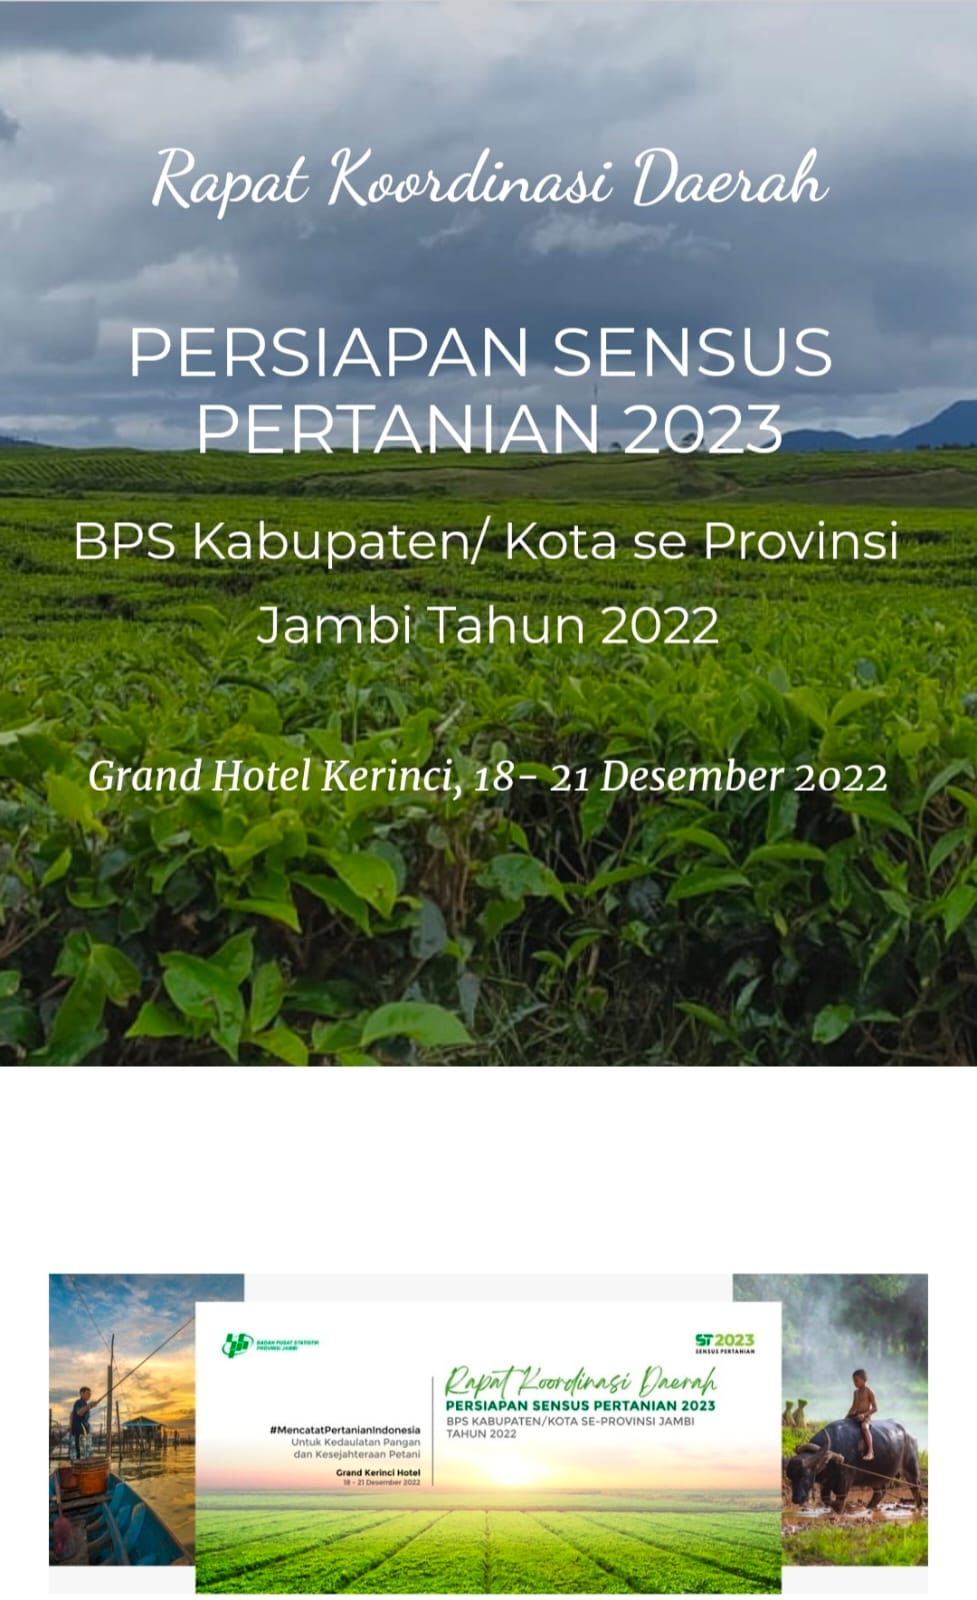 Rapat Koordinasi Daerah
PERSIAPAN SENSUS
PERTANIAN 2023
BPS Kabupaten/ Kota se Provinsi
Jambi Tahun 2022
Grand Hotel Kerinci, 18- 21 Desember 2022
BADAN PUSAT STATISTIK
PROVINSI JAMBI
ST2023
SENSUS PERTANIAN
Rapat Koordinasi Daerah
PERSIAPAN SENSUS PERTANIAN 2023
BPS KABUPATEN/KOTA SE-PROVINSI JAMBI
TAHUN 2022
#MencatatPertanianIndonesia
Untuk Kedaulatan Pangan
dan Kesejahteraan Petani
Grand Kerinci Hotel
18 - 21 Desember 2022